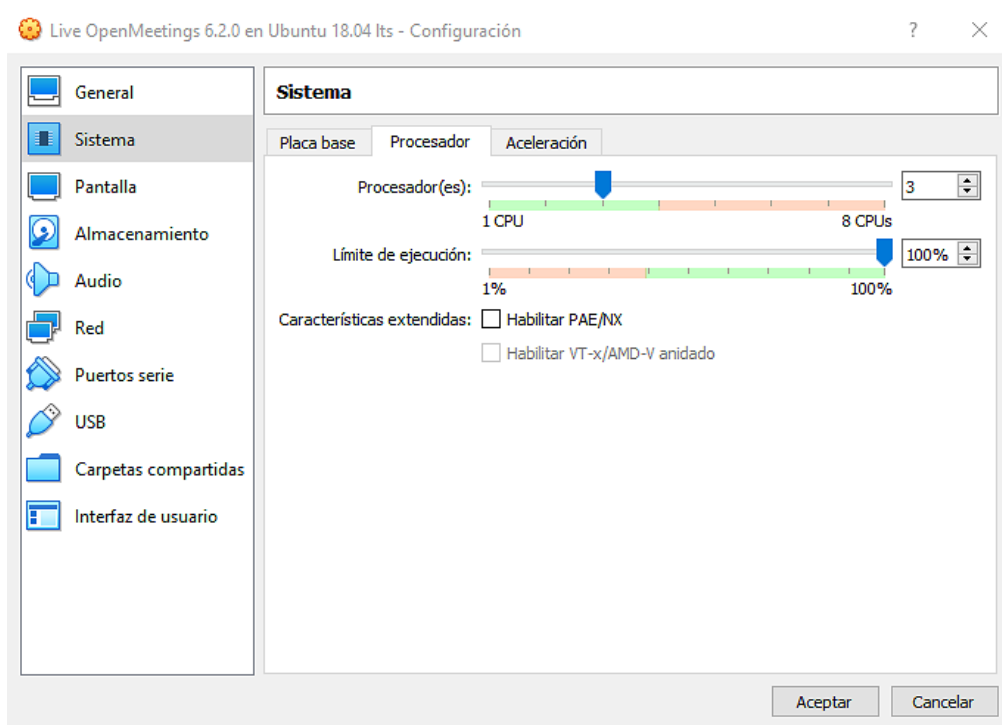 Live OpenMeetings 6.2.0 en Ubuntu 18.04 lts - Configuración
?
General
Sistema
Pantalla
Almacenamiento
Audio
Red
Puertos serie
USB
Carpetas compartidas
Interfaz de usuario
Sistema
Placa base Procesador Aceleración
Procesador(es): 3
1 CPU 8 CPUs
Límite de ejecución: 100%
1% 100%
Características extendidas: Habilitar PAE/NX
Habilitar VT-x/AMD-V anidado
Aceptar Cancelar